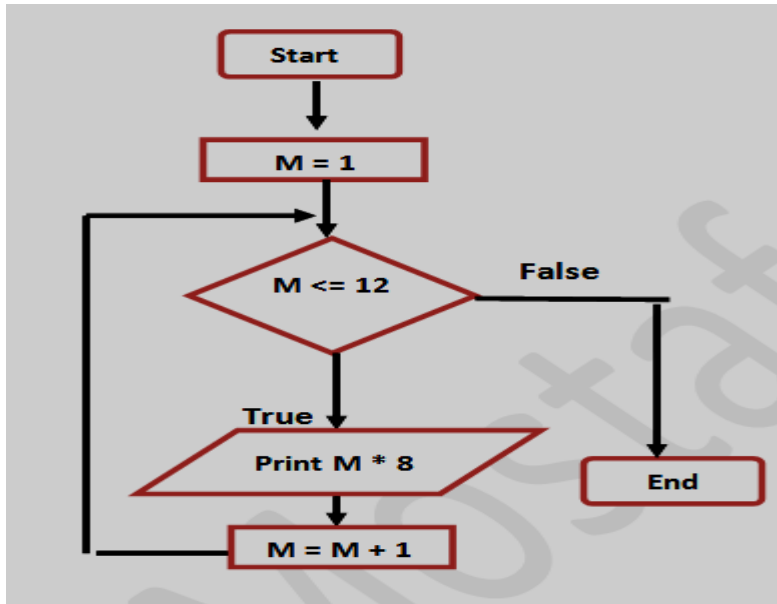 Start
M = 1
M <= 12
False
True
Print M * 8
End
M = M + 1